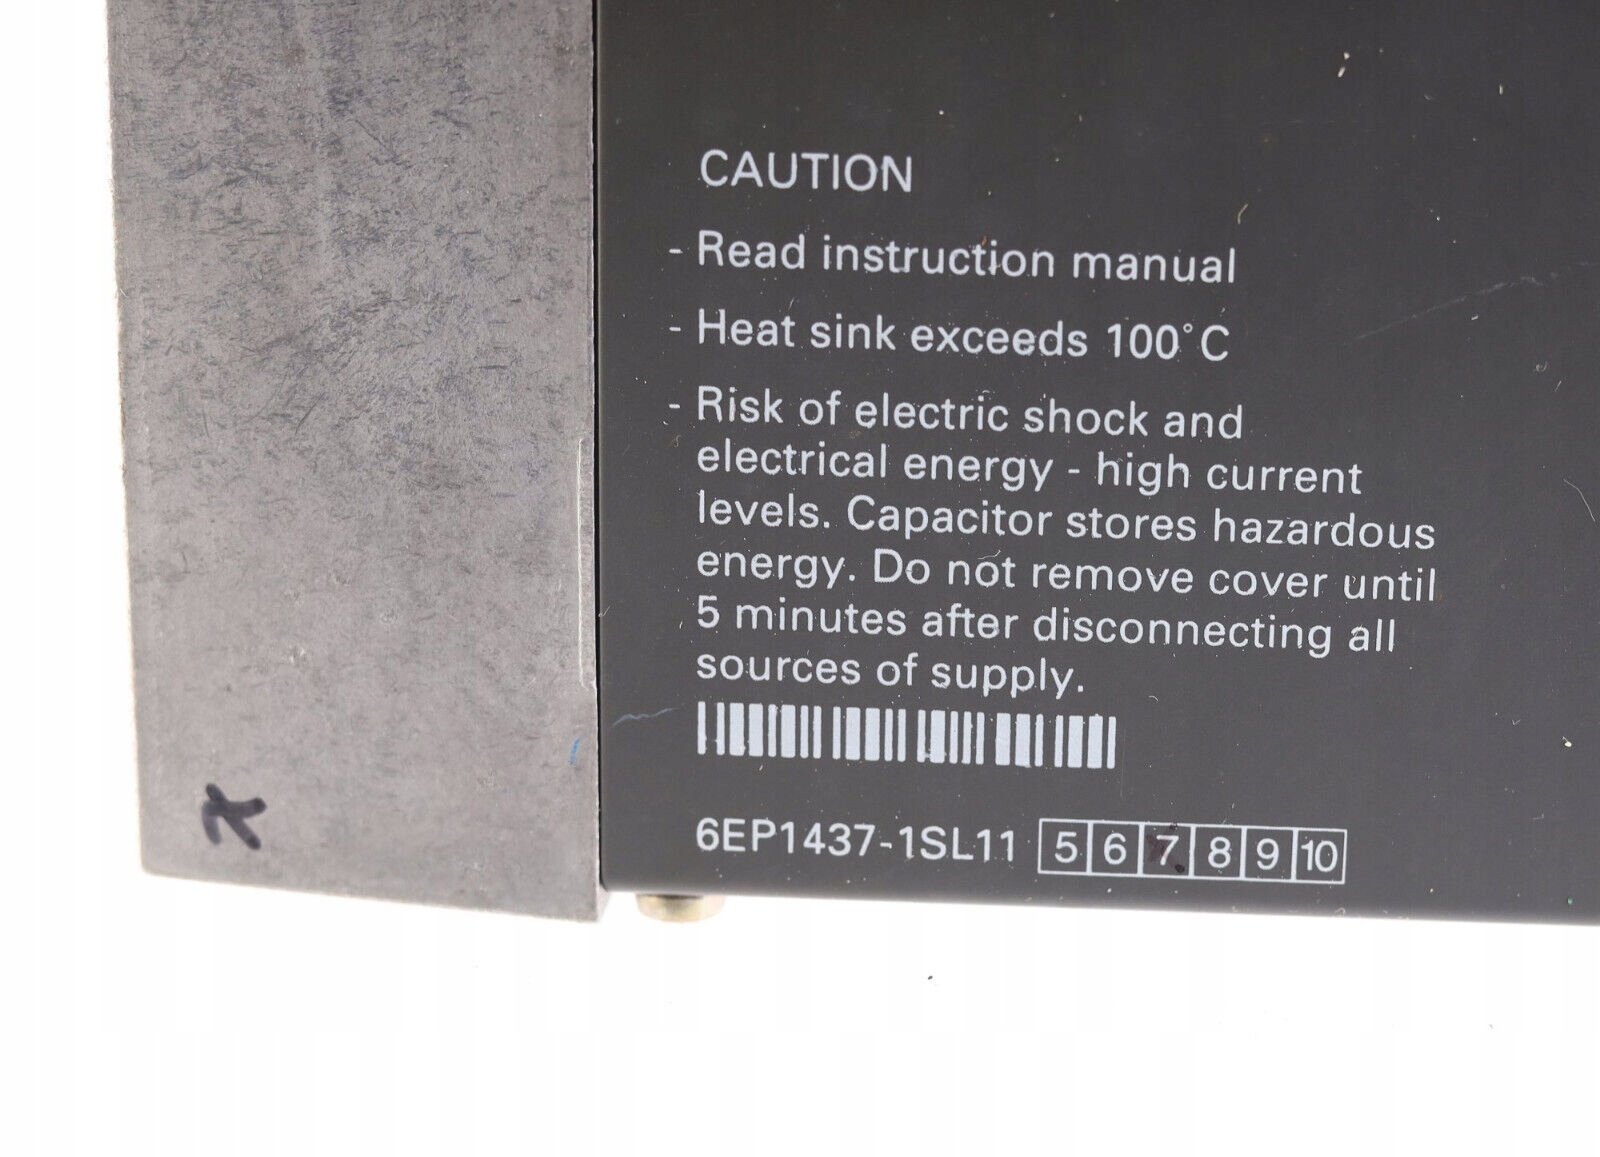 CAUTION
- Read instruction manual
- Heat sink exceeds 100°C
- Risk of electric shock and
electrical energy - high current
levels. Capacitor stores hazardous
energy. Do not remove cover until
5 minutes after disconnecting all
sources of supply.
6EP1437-1SL11 5 6 7 8 9 10